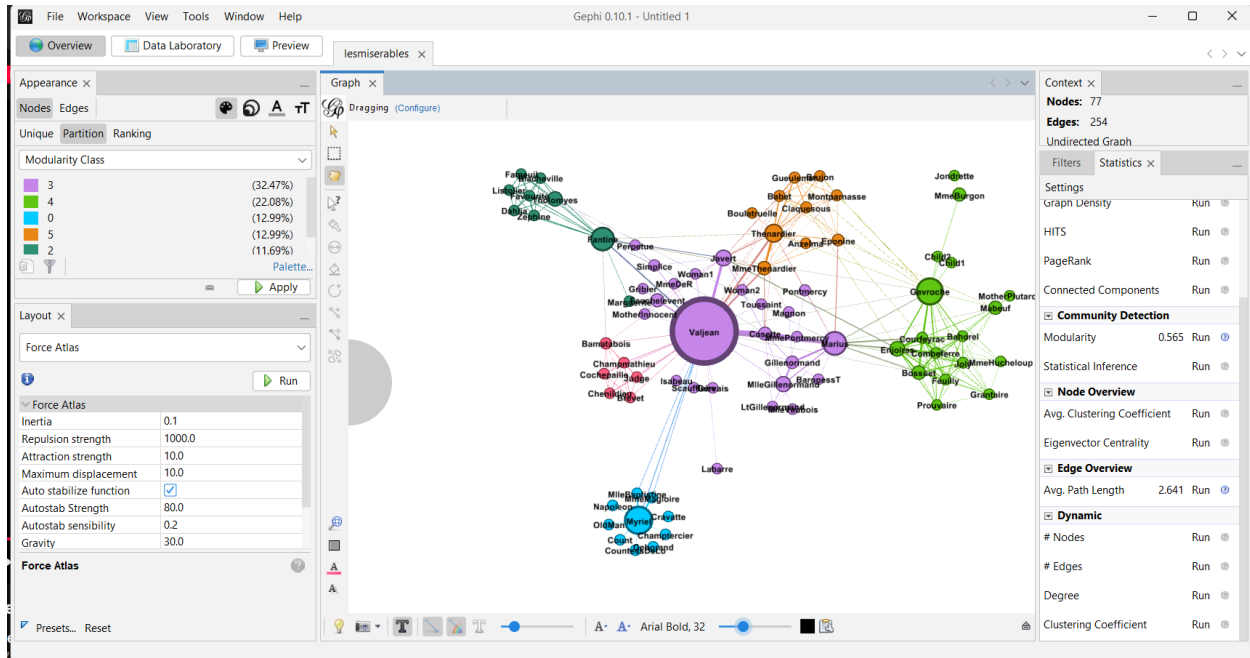 File Workspace View Tools Window Help
Gephi 0.10.1 - Untitled 1
Overview
Data Laboratory
Preview
lesmiserables
Appearance
Nodes Edges
Unique Partition Ranking
Modularity Class
3 (32.47%)
4 (22.08%)
0 (12.99%)
5 (12.99%)
2 (11.69%)
Palette...
Apply
Layout
Force Atlas
Run
Force Atlas
Inertia 0.1
Repulsion strength 1000.0
Attraction strength 10.0
Maximum displacement 10.0
Auto stabilize function
Autostab Strength 80.0
Autostab sensibility 0.2
Gravity 30.0
Force Atlas
Presets... Reset
Graph
Dragging (Configure)
Fameuil
Blacheville
Listolier
Favourite
Tholomyes
Dahlia
Zephine
Fantine
Perpetue
Gueulemer
Brujon
Babet
Montparnasse
Claquesous
Boulatruelle
Thenardier
Anzelma
Eponine
Jondrette
MmeBurgon
Javert
MmeThenardier
Simplice
Woman1
Gribier
MmeDeR
Woman2
Pontmercy
Marguerite
Fauchelevent
Toussaint
MotherInnocent
Magnon
Child2
Child1
Gavroche
MotherPlutarch
Mabeuf
Valjean
Cosette
MmePontmercy
Marius
Bamatabois
Champmathieu
Cochepaille
Judge
Chenildieu
Brevet
Isabeau
Scaufflaire
Gervais
Gillenormand
MlleGillenormand
BaronessT
LtGillenormand
MlleVaubois
Courfeyrac
Bahorel
Enjolras
Combeferre
Joly
MmeHucheloup
Bossuet
Feuilly
Grantaire
Prouvaire
Labarre
MlleBaptistine
MmeMagloire
Napoleon
Myriel
Cravatte
OldMan
Count
Champtercier
CountessDeLo
Geborand
Arial Bold, 32
Context
Nodes: 77
Edges: 254
Undirected Graph
Filters
Statistics
Settings
Graph Density Run
HITS Run
PageRank Run
Connected Components Run
Community Detection
Modularity 0.565 Run
Statistical Inference Run
Node Overview
Avg. Clustering Coefficient Run
Eigenvector Centrality Run
Edge Overview
Avg. Path Length 2.641 Run
Dynamic
# Nodes Run
# Edges Run
Degree Run
Clustering Coefficient Run